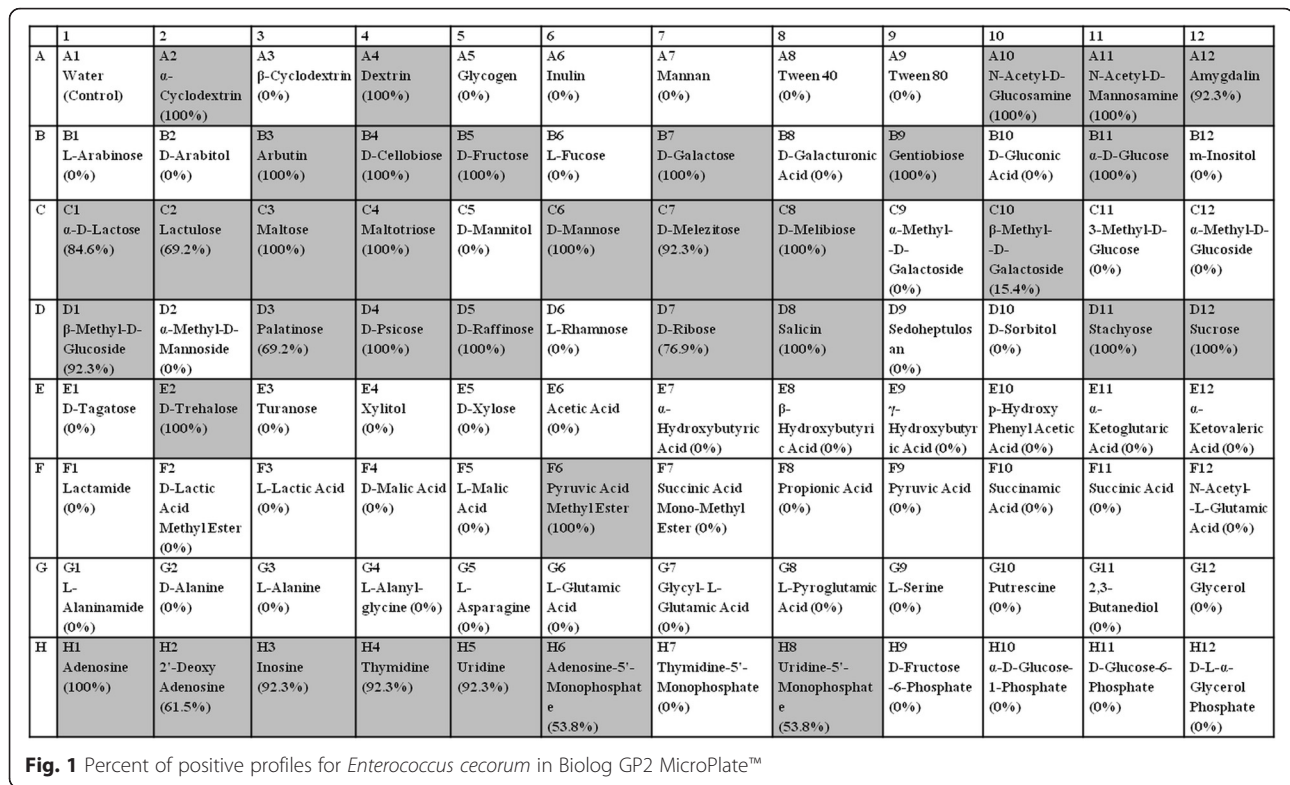 1
2
3
4
5
6
7
8
9
10
11
12
A
A1
Water
(Control)
A2
α-
Cyclodextrin
(100%)
A3
β-Cyclodextrin
(0%)
A4
Dextrin
(100%)
A5
Glycogen
(0%)
A6
Inulin
(0%)
A7
Mannan
(0%)
A8
Tween 40
(0%)
A9
Tween 80
(0%)
A10
N-Acetyl-D-
Glucosamine
(100%)
A11
N-Acetyl-D-
Mannosamine
(100%)
A12
Amygdalin
(92.3%)
B
B1
L-Arabinose
(0%)
B2
D-Arabitol
(0%)
B3
Arbutin
(100%)
B4
D-Cellobiose
(100%)
B5
D-Fructose
(100%)
B6
L-Fucose
(0%)
B7
D-Galactose
(100%)
B8
D-Galacturonic
Acid (0%)
B9
Gentiobiose
(100%)
B10
D-Gluconic
Acid (0%)
B11
α-D-Glucose
(100%)
B12
m-Inositol
(0%)
C
C1
α-D-Lactose
(84.6%)
C2
Lactulose
(69.2%)
C3
Maltose
(100%)
C4
Maltotriose
(100%)
C5
D-Mannitol
(0%)
C6
D-Mannose
(100%)
C7
D-Melezitose
(92.3%)
C8
D-Melibiose
(100%)
C9
α-Methyl-
-D-
Galactoside
(0%)
C10
β-Methyl-
-D-
Galactoside
(15.4%)
C11
3-Methyl-D-
Glucose
(0%)
C12
α-Methyl-D-
Glucoside
(0%)
D
D1
β-Methyl-D-
Glucoside
(92.3%)
D2
α-Methyl-D-
Mannoside
(0%)
D3
Palatinose
(69.2%)
D4
D-Psicose
(100%)
D5
D-Raffinose
(100%)
D6
L-Rhamnose
(0%)
D7
D-Ribose
(76.9%)
D8
Salicin
(100%)
D9
Sedoheptulos
an
(0%)
D10
D-Sorbitol
(0%)
D11
Stachyose
(100%)
D12
Sucrose
(100%)
E
E1
D-Tagatose
(0%)
E2
D-Trehalose
(100%)
E3
Turanose
(0%)
E4
Xylitol
(0%)
E5
D-Xylose
(0%)
E6
Acetic Acid
(0%)
E7
α-
Hydroxybutyric
Acid (0%)
E8
β-
Hydroxybutyri
c Acid (0%)
E9
γ-
Hydroxybutyr
ic Acid (0%)
E10
p-Hydroxy
Phenyl Acetic
Acid (0%)
E11
α-
Ketoglutaric
Acid (0%)
E12
α-
Ketovaleric
Acid (0%)
F
F1
Lactamide
(0%)
F2
D-Lactic
Acid
Methyl Ester
(0%)
F3
L-Lactic Acid
(0%)
F4
D-Malic Acid
(0%)
F5
L-Malic
Acid
(0%)
F6
Pyruvic Acid
Methyl Ester
(100%)
F7
Succinic Acid
Mono-Methyl
Ester (0%)
F8
Propionic Acid
(0%)
F9
Pyruvic Acid
(0%)
F10
Succinamic
Acid (0%)
F11
Succinic Acid
(0%)
F12
N-Acetyl-
-L-Glutamic
Acid (0%)
G
G1
L-
Alaninamide
(0%)
G2
D-Alanine
(0%)
G3
L-Alanine
(0%)
G4
L-Alanyl-
glycine (0%)
G5
L-
Asparagine
(0%)
G6
L-Glutamic
Acid
(0%)
G7
Glycyl- L-
Glutamic Acid
(0%)
G8
L-Pyroglutamic
Acid (0%)
G9
L-Serine
(0%)
G10
Putrescine
(0%)
G11
2,3-
Butanediol
(0%)
G12
Glycerol
(0%)
H
H1
Adenosine
(100%)
H2
2'-Deoxy
Adenosine
(61.5%)
H3
Inosine
(92.3%)
H4
Thymidine
(92.3%)
H5
Uridine
(92.3%)
H6
Adenosine-5'-
Monophosphat
e
(53.8%)
H7
Thymidine-5'-
Monophosphate
(0%)
H8
Uridine-5'-
Monophosphat
e
(53.8%)
H9
D-Fructose
-6-Phosphate
(0%)
H10
α-D-Glucose-
1-Phosphate
(0%)
H11
D-Glucose-6-
Phosphate
(0%)
H12
D-L-α-
Glycerol
Phosphate
(0%)
Fig. 1 Percent of positive profiles for Enterococcus cecorum in Biolog GP2 MicroPlate™